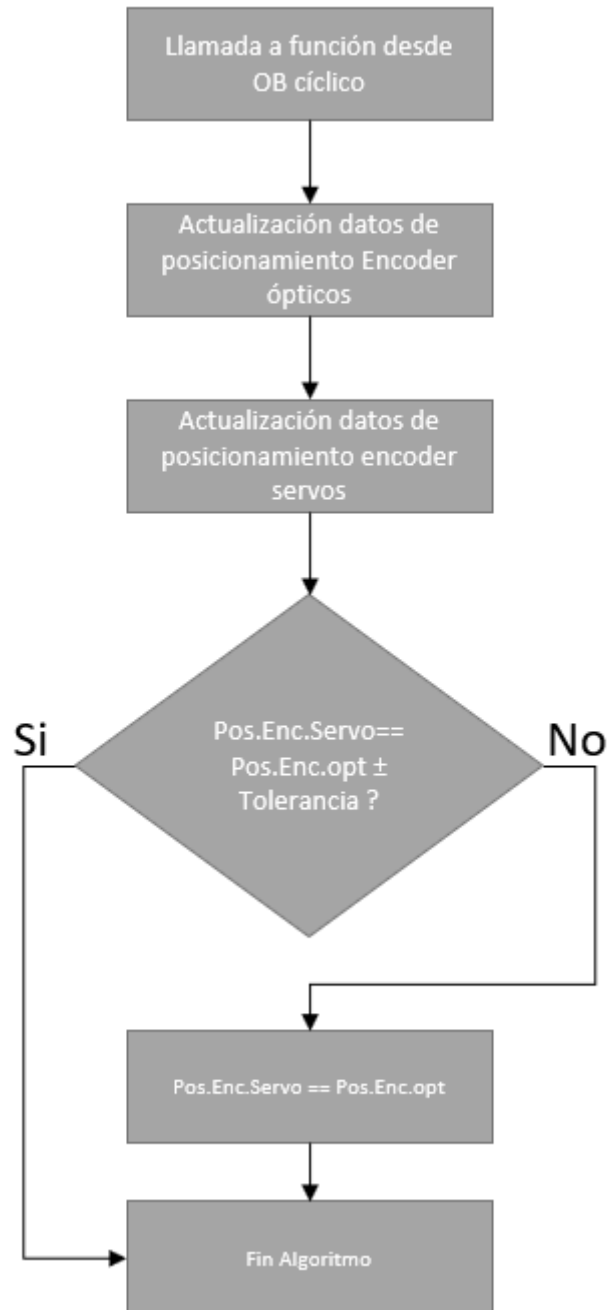 Llamada a función desde
OB cíclico
Actualización datos de
posicionamiento Encoder
ópticos
Actualización datos de
posicionamiento encoder
servos
Pos.Enc.Servo==
Pos.Enc.opt ±
Tolerancia ?
Si
No
Pos.Enc.Servo == Pos.Enc.opt
Fin Algoritmo